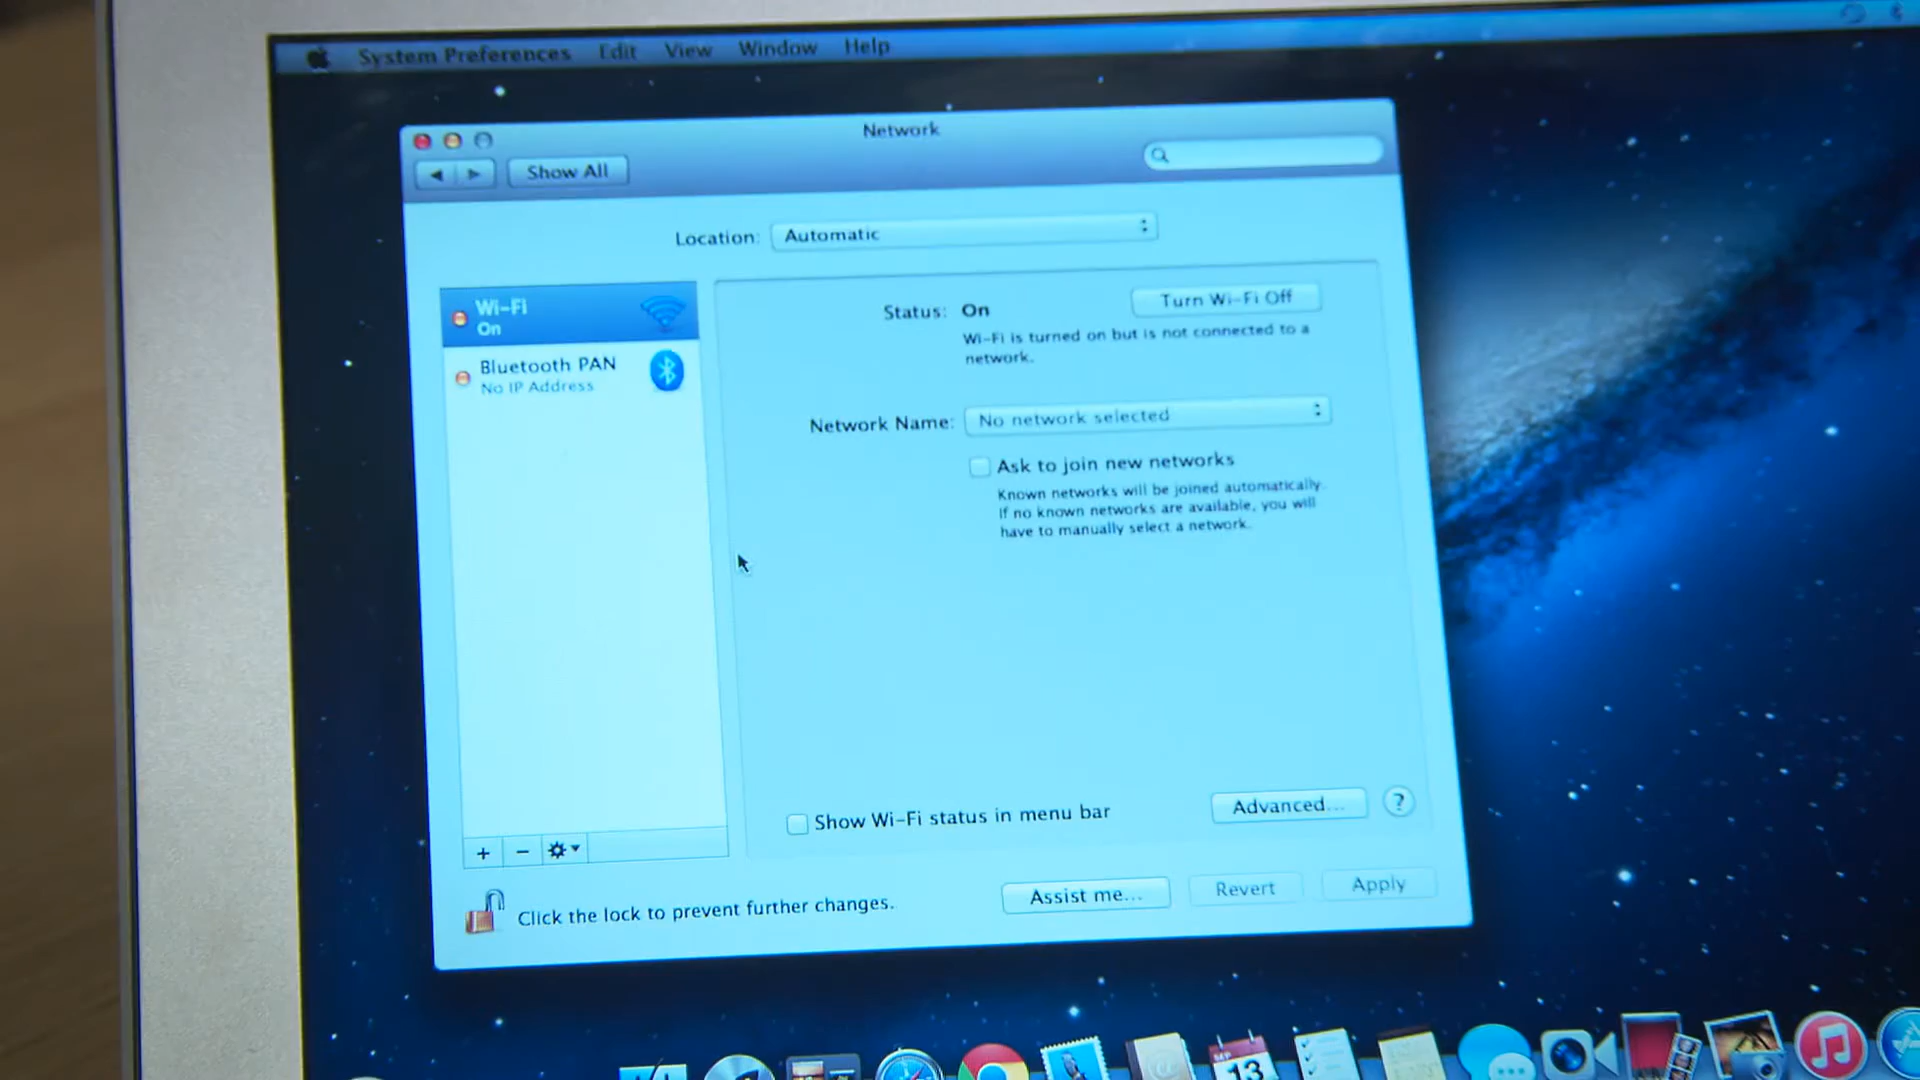 System Preferences Edit View Window Help
Network
Show All
Location: Automatic
Wi-Fi
On
Bluetooth PAN
No IP Address
Status: On
Turn Wi-Fi Off
Wi-Fi is turned on but is not connected to a
network.
Network Name: No network selected
Ask to join new networks
Known networks will be joined automatically.
If no known networks are available, you will
have to manually select a network.
Show Wi-Fi status in menu bar
Advanced...
?
Click the lock to prevent further changes.
Assist me...
Revert
Apply
SEP
13